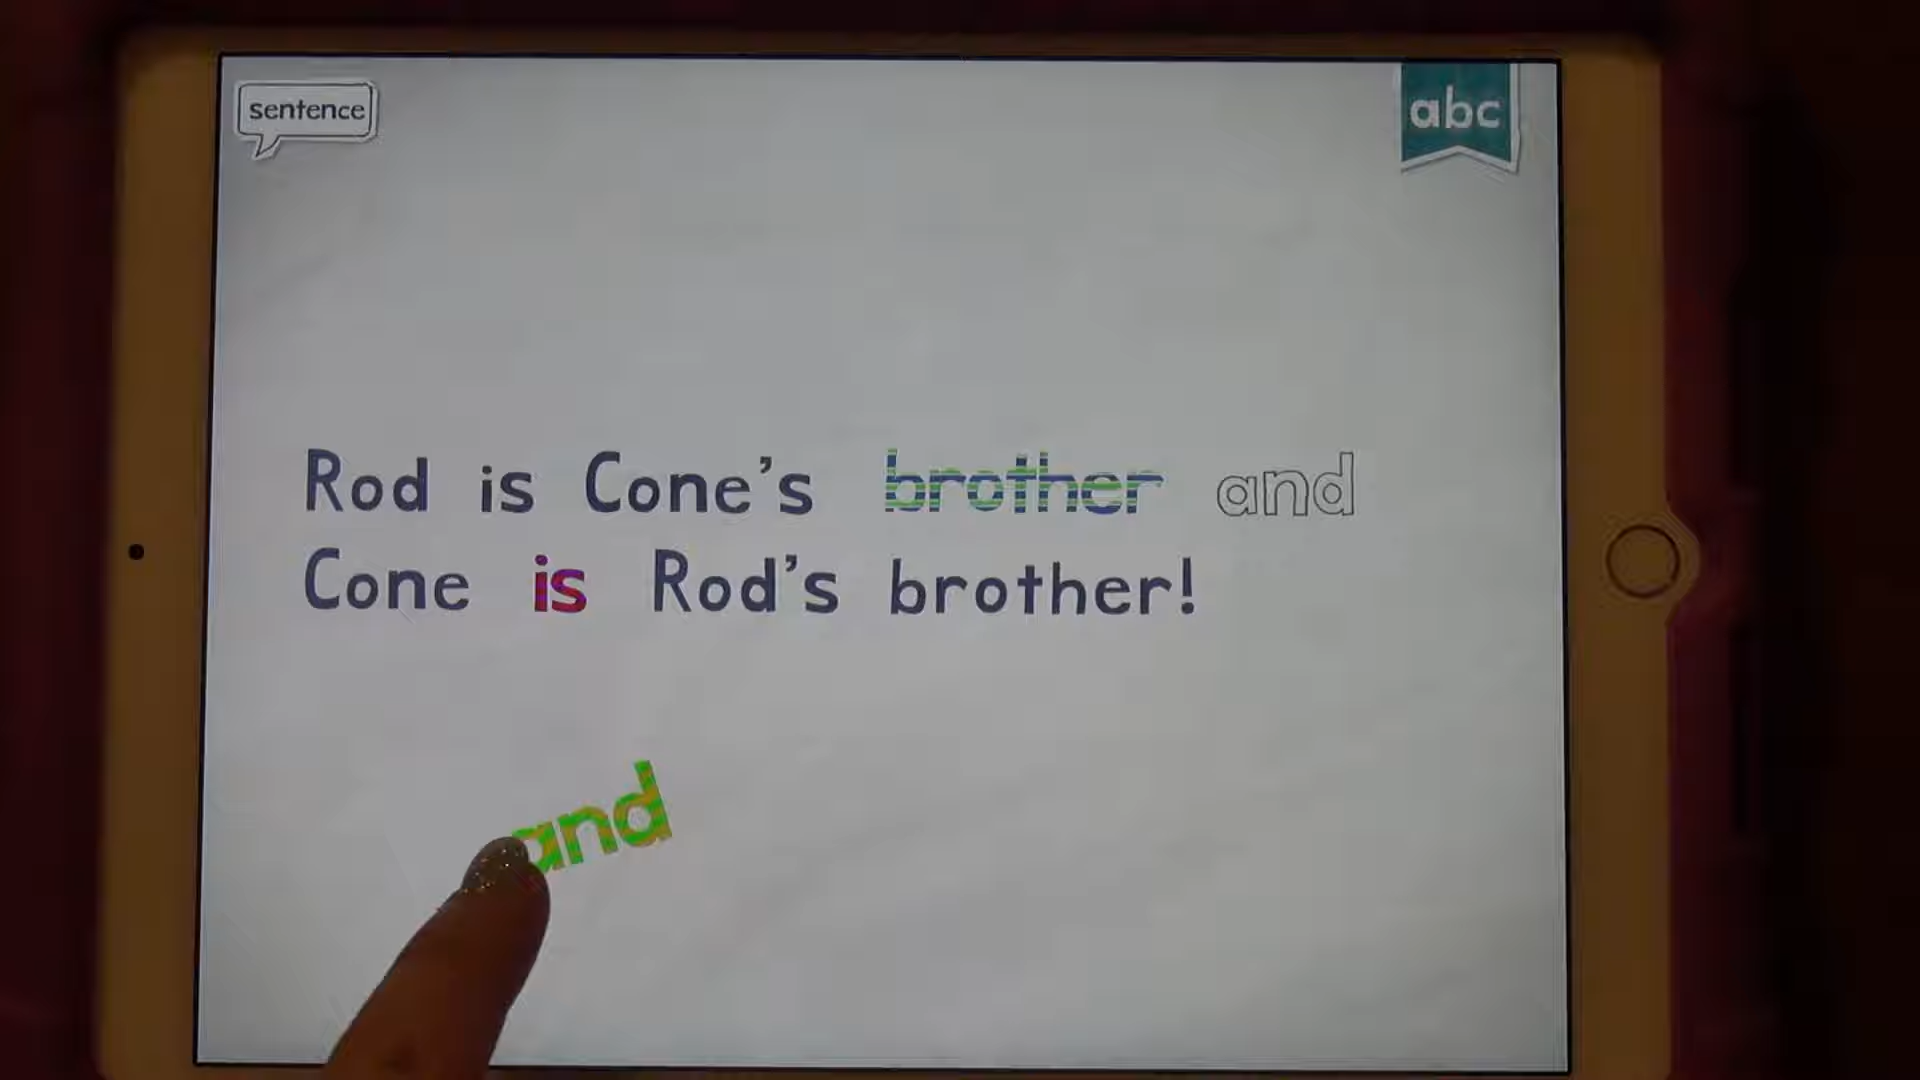 sentence
abc
Rod is Cone's brother and
Cone is Rod's brother!
and